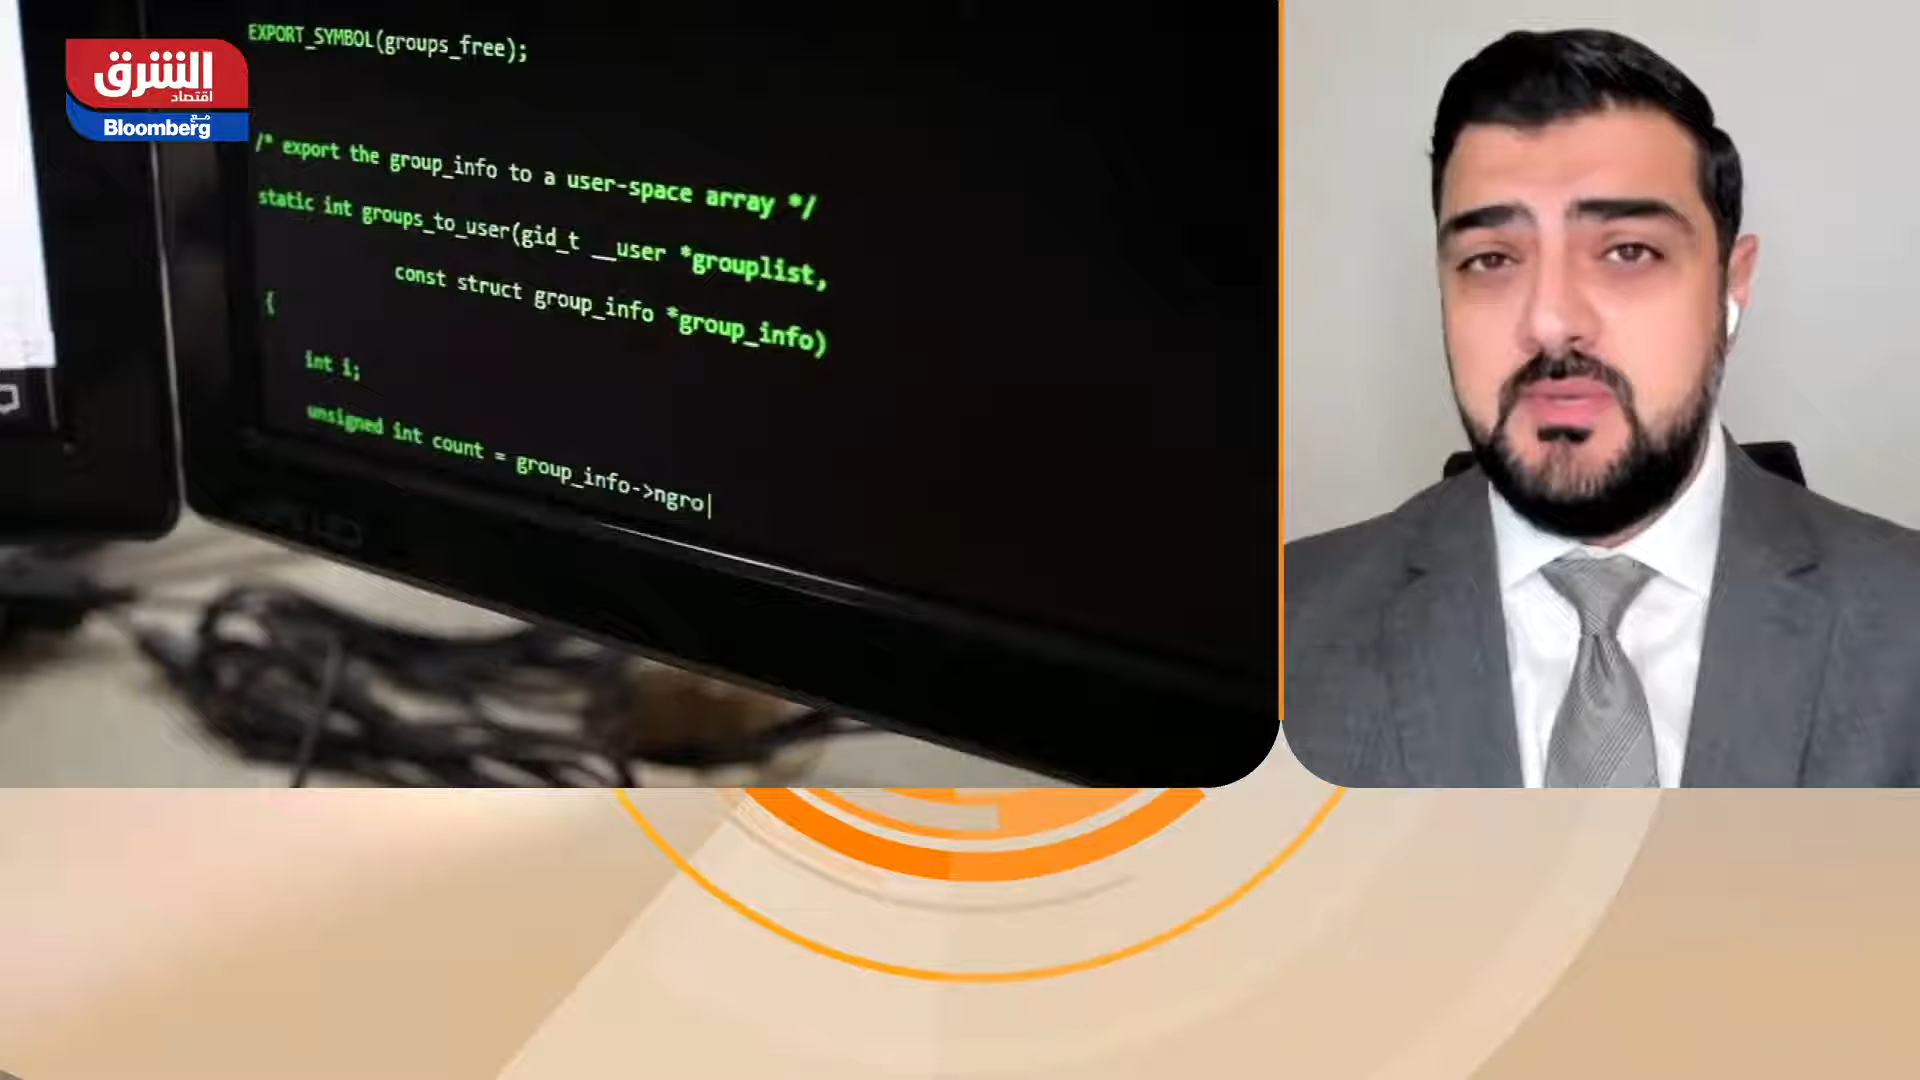 الشرق
اقتصاد
مع
Bloomberg
EXPORT_SYMBOL(groups_free);
/* export the group_info to a user-space array */
static int groups_to_user(gid_t __user *grouplist,
const struct group_info *group_info)
{
int i;
unsigned int count = group_info->ngro|